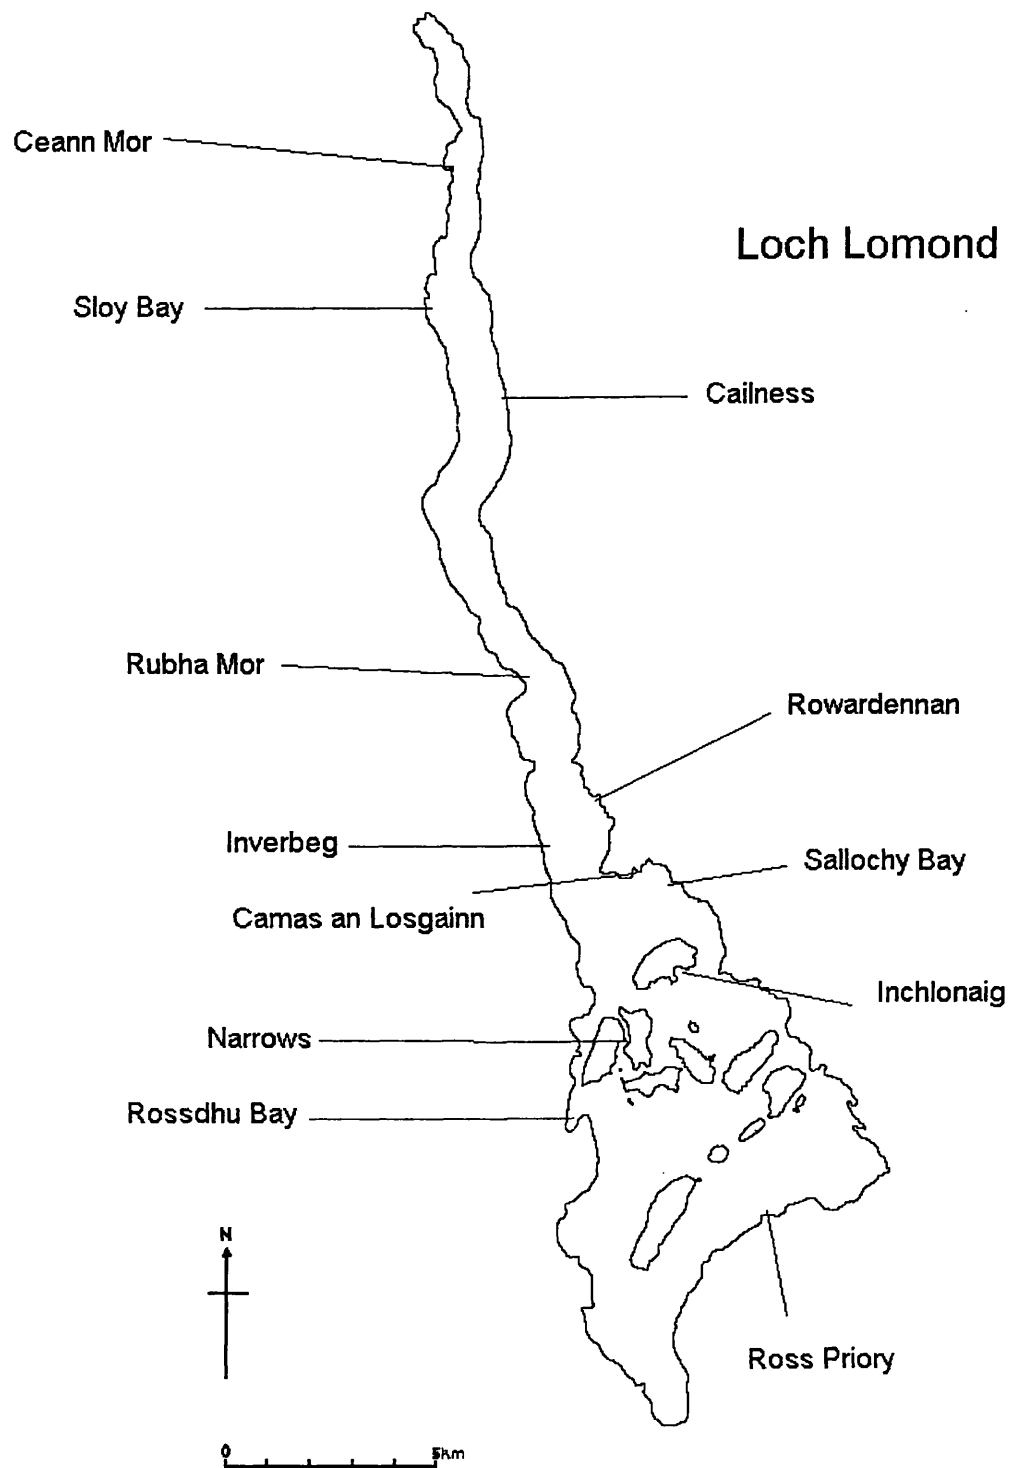 Ceann Mor
Loch Lomond
Sloy Bay
Cailness
Rubha Mor
Rowardennan
Inverbeg
Sallochy Bay
Camas an Losgainn
Inchlonaig
Narrows
Rossdhu Bay
N
Ross Priory
0 5km